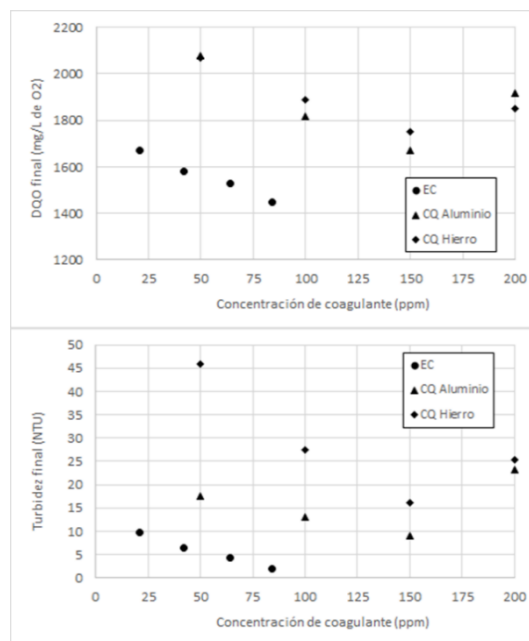 2200
2000
1800
1600
1400
1200
DQO final (mg/L de O2)
EC
CQ Aluminio
CQ Hierro
0 25 50 75 100 125 150 175 200
Concentración de coagulante (ppm)
50
45
40
35
30
25
20
15
10
5
0
Turbidez final (NTU)
EC
CQ Aluminio
CQ Hierro
0 25 50 75 100 125 150 175 200
Concentración de coagulante (ppm)